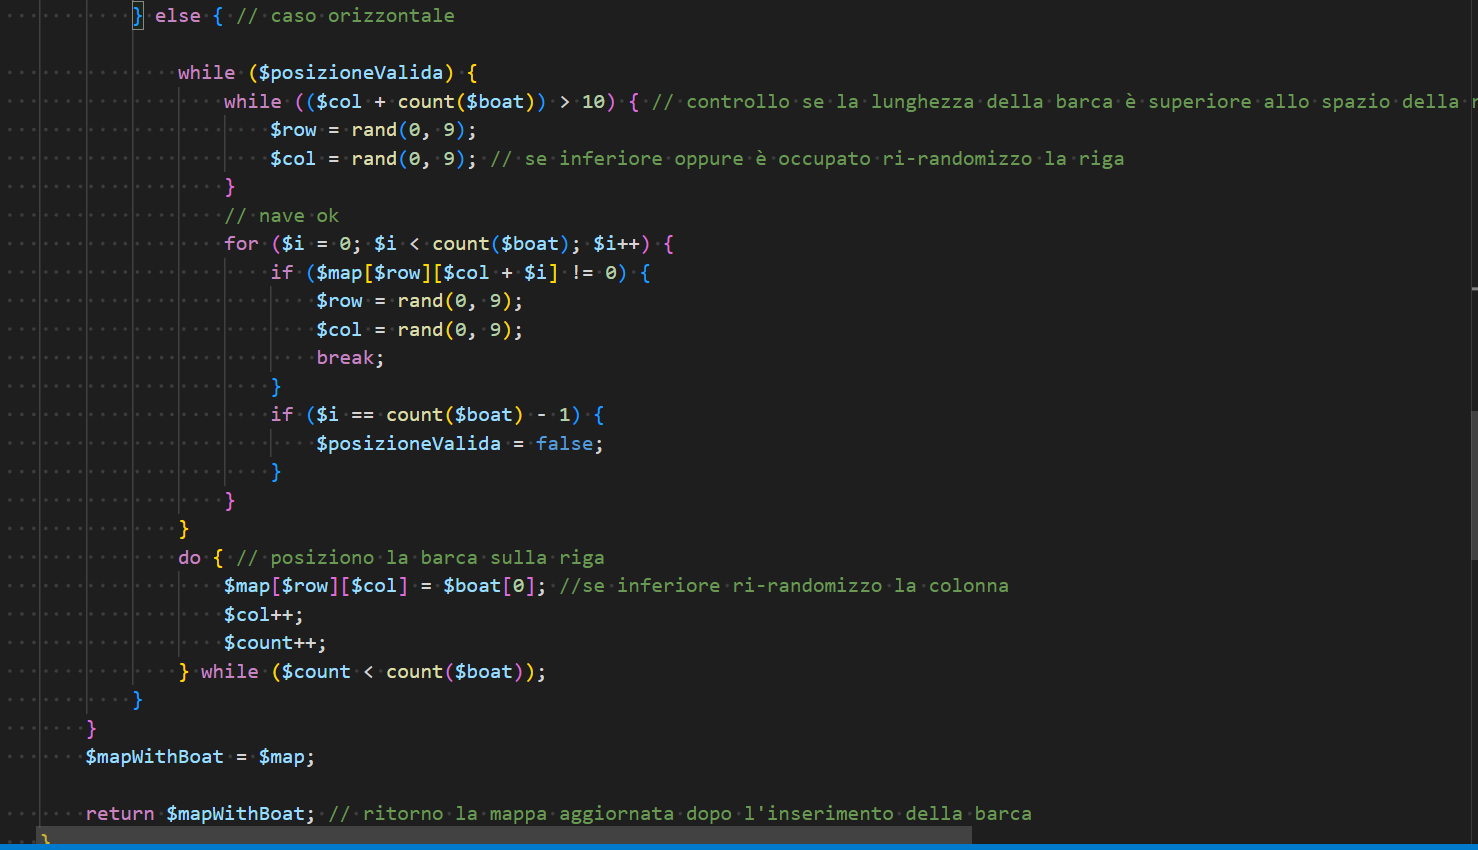 } else { // caso orizzontale
while ($posizioneValida) {
while (($col + count($boat)) > 10) { // controllo se la lunghezza della barca è superiore allo spazio della
$row = rand(0, 9);
$col = rand(0, 9); // se inferiore oppure è occupato ri-randomizzo la riga
}
// nave ok
for ($i = 0; $i < count($boat); $i++) {
if ($map[$row][$col + $i] != 0) {
$row = rand(0, 9);
$col = rand(0, 9);
break;
}
if ($i == count($boat) - 1) {
$posizioneValida = false;
}
}
}
do { // posiziono la barca sulla riga
$map[$row][$col] = $boat[0]; //se inferiore ri-randomizzo la colonna
$col++;
$count++;
} while ($count < count($boat));
}
}
$mapWithBoat = $map;
return $mapWithBoat; // ritorno la mappa aggiornata dopo l'inserimento della barca
}